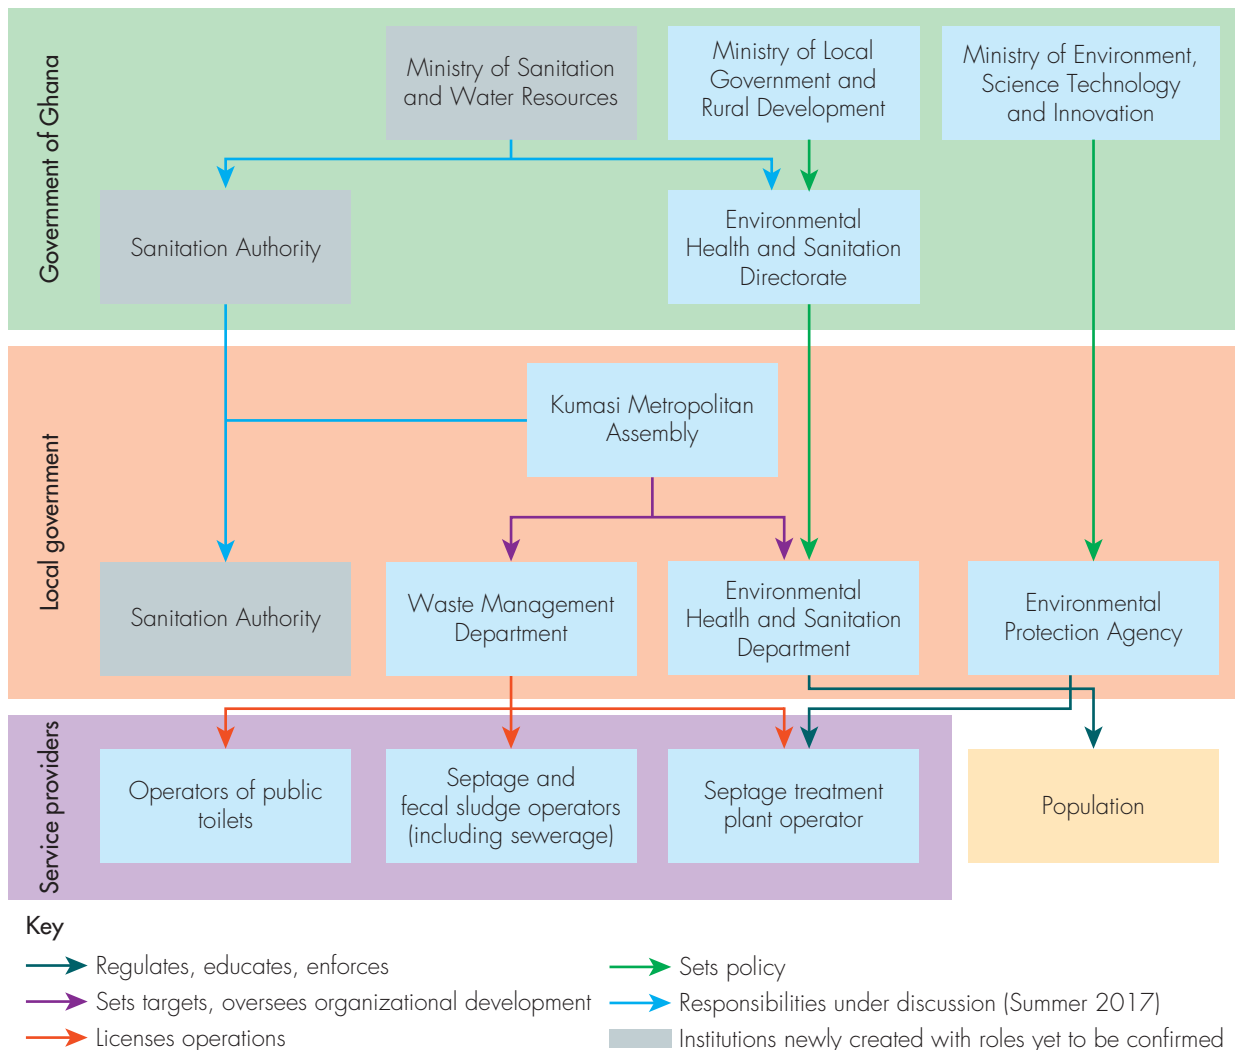 Government of Ghana
Ministry of Sanitation
and Water Resources
Ministry of Local
Government and
Rural Development
Ministry of Environment,
Science Technology
and Innovation
Sanitation Authority
Environmental
Health and Sanitation
Directorate
Local government
Kumasi Metropolitan
Assembly
Sanitation Authority
Waste Management
Department
Environmental
Heatlh and Sanitation
Department
Environmental
Protection Agency
Service providers
Operators of public
toilets
Septage and
fecal sludge operators
(including sewerage)
Septage treatment
plant operator
Population
Key
Regulates, educates, enforces
Sets targets, oversees organizational development
Licenses operations
Sets policy
Responsibilities under discussion (Summer 2017)
Institutions newly created with roles yet to be confirmed